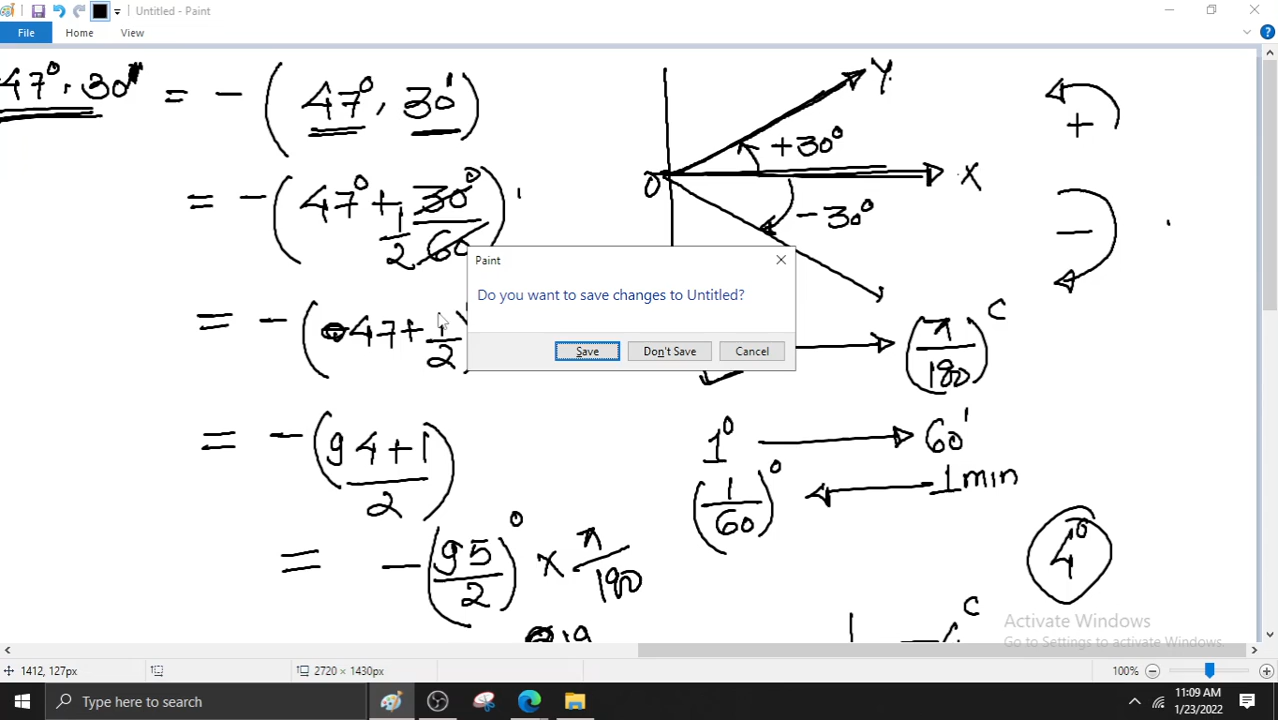 Untitled - Paint
File Home View
47°, 30' = - ( 47°, 30' )
= - ( 47° + 30°/60 ) 1/2
= - ( 47 + 1/2
= - ( 94+1 / 2 )
= - ( 95/2 )° × π/180
19
Y
+30°
O X
-30°
+
-
( π/180 )ᶜ
1° 60'
( 1/60 )° 1 min
4°
c
Paint
Do you want to save changes to Untitled?
Save Don't Save Cancel
Activate Windows
Go to Settings to activate Windows.
1412, 127px 2720 × 1430px 100%
Type here to search
11:09 AM
1/23/2022